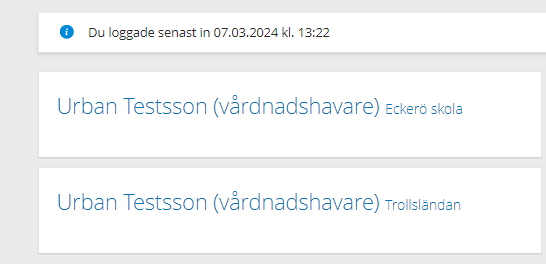 Du loggade senast in 07.03.2024 kl. 13:22
Urban Testsson (vårdnadshavare) Eckerö skola
Urban Testsson (vårdnadshavare) Trollsländan